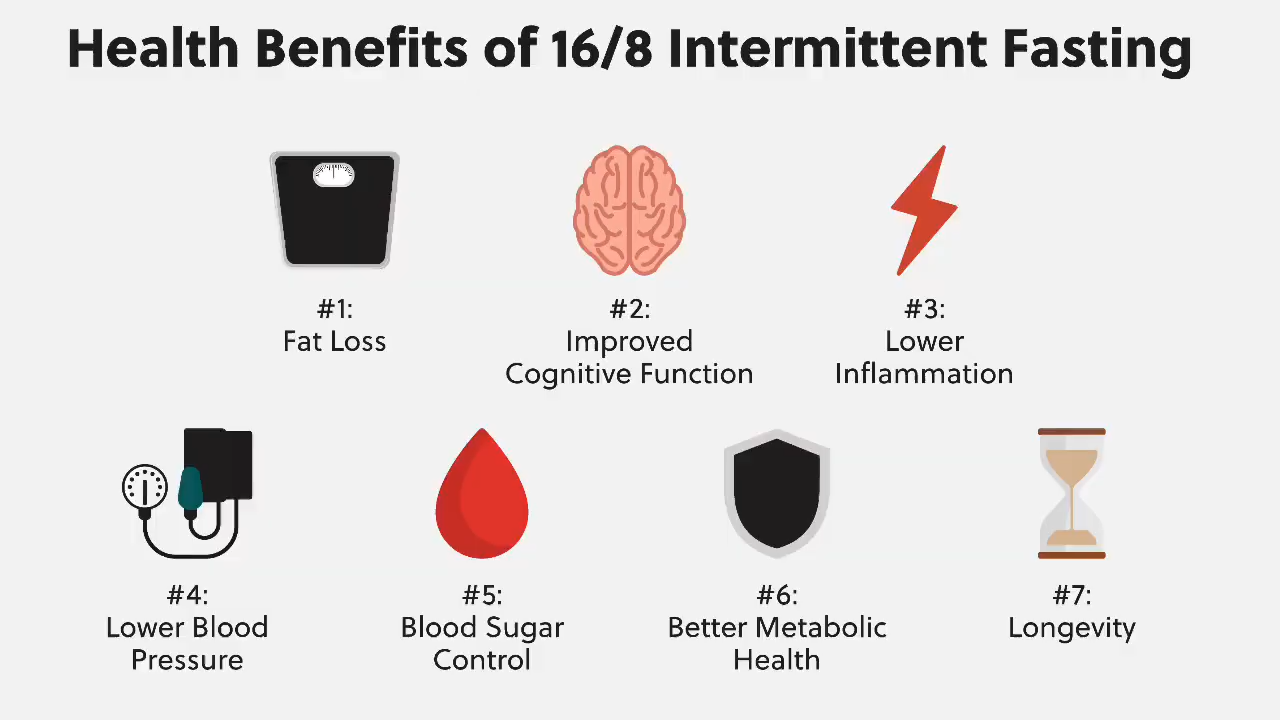 Health Benefits of 16/8 Intermittent Fasting
#1:
Fat Loss
#2:
Improved
Cognitive Function
#3:
Lower
Inflammation
#4:
Lower Blood
Pressure
#5:
Blood Sugar
Control
#6:
Better Metabolic
Health
#7:
Longevity